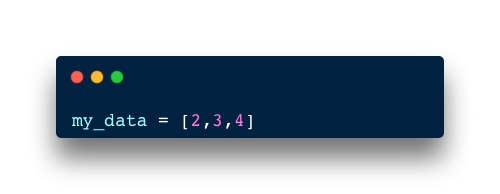 my_data = [2,3,4]